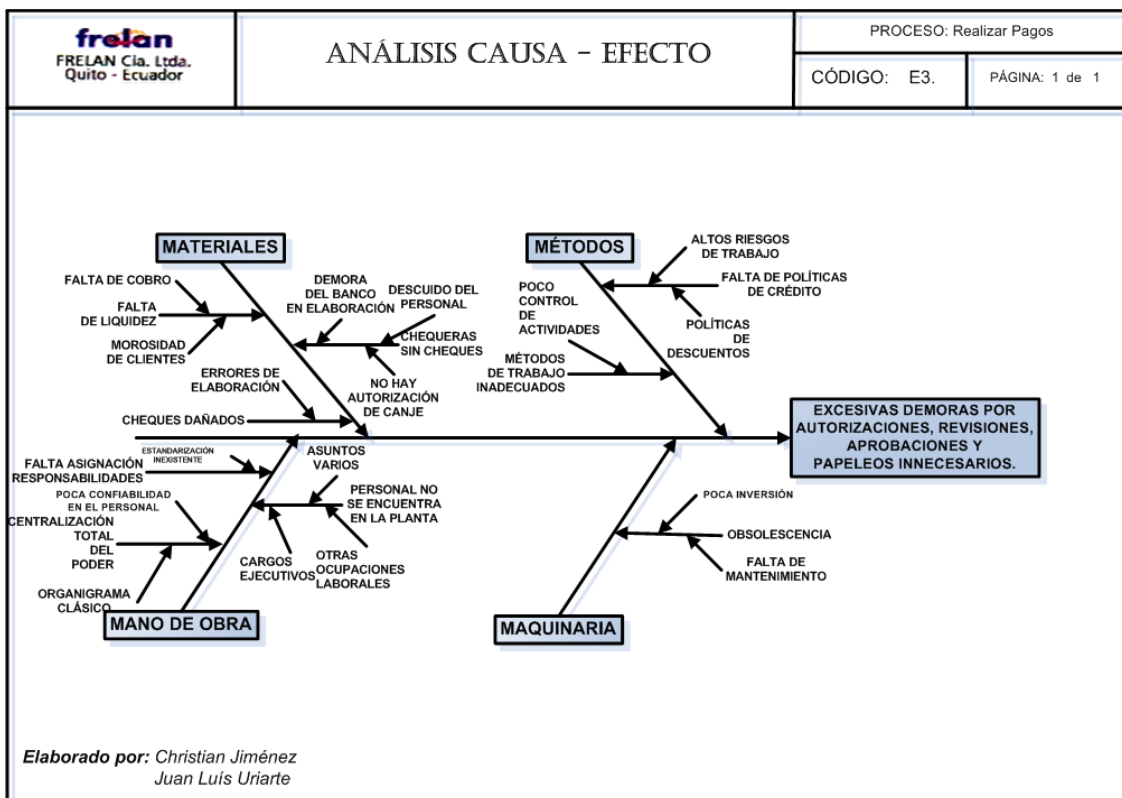 frelan
FRELAN Cia. Ltda.
Quito - Ecuador
ANÁLISIS CAUSA - EFECTO
PROCESO: Realizar Pagos
CÓDIGO: E3.
PÁGINA: 1 de 1
MATERIALES
FALTA DE COBRO
FALTA
DE LIQUIDEZ
MOROSIDAD
DE CLIENTES
DEMORA
DEL BANCO
EN ELABORACIÓN
DESCUIDO DEL
PERSONAL
CHEQUERAS
SIN CHEQUES
NO HAY
AUTORIZACIÓN
DE CANJE
ERRORES DE
ELABORACIÓN
CHEQUES DAÑADOS
MÉTODOS
ALTOS RIESGOS
DE TRABAJO
FALTA DE POLÍTICAS
DE CRÉDITO
POLÍTICAS
DE
DESCUENTOS
POCO
CONTROL
DE
ACTIVIDADES
MÉTODOS
DE TRABAJO
INADECUADOS
EXCESIVAS DEMORAS POR
AUTORIZACIONES, REVISIONES,
APROBACIONES Y
PAPELEOS INNECESARIOS.
ESTANDARIZACIÓN
INEXISTENTE
FALTA ASIGNACIÓN
RESPONSABILIDADES
POCA CONFIABILIDAD
EN EL PERSONAL
CENTRALIZACIÓN
TOTAL
DEL
PODER
ORGANIGRAMA
CLÁSICO
ASUNTOS
VARIOS
PERSONAL NO
SE ENCUENTRA
EN LA PLANTA
CARGOS
EJECUTIVOS
OTRAS
OCUPACIONES
LABORALES
MANO DE OBRA
POCA INVERSIÓN
OBSOLESCENCIA
FALTA DE
MANTENIMIENTO
MAQUINARIA
Elaborado por: Christian Jiménez
Juan Luís Uriarte